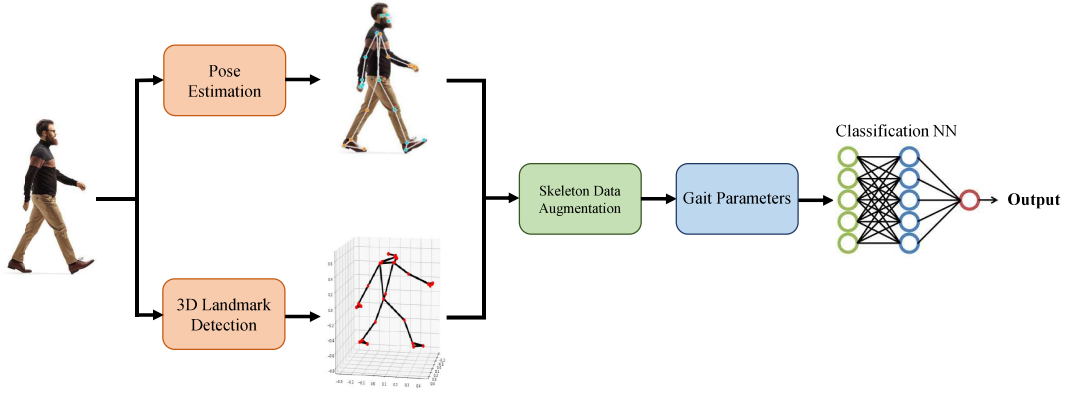 Pose
Estimation
3D Landmark
Detection
Skeleton Data
Augmentation
Gait Parameters
Classification NN
Output